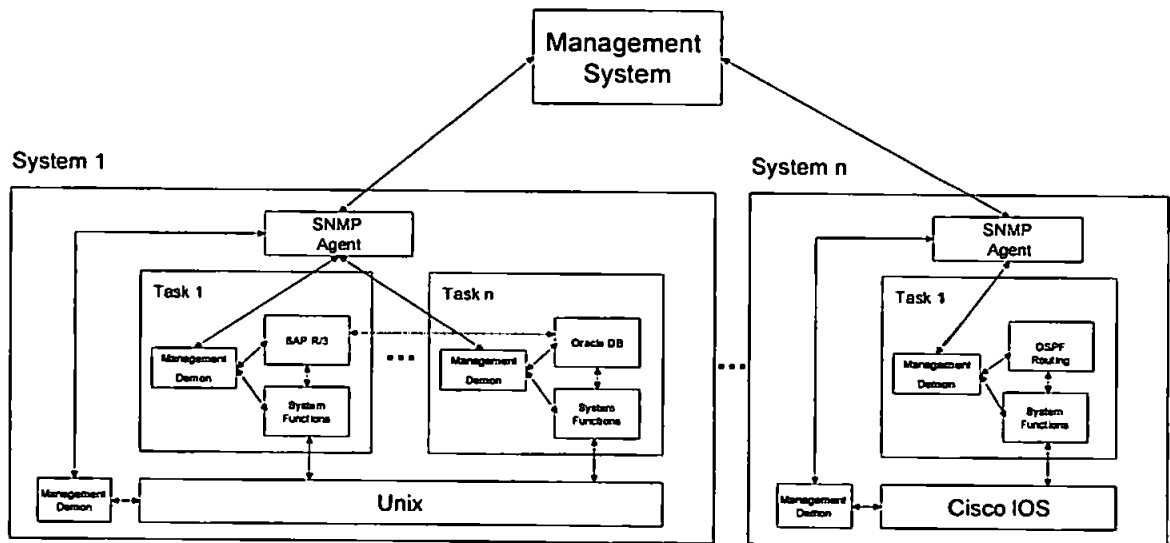 Management
System
System 1
System n
SNMP
Agent
SNMP
Agent
Task 1
Task n
Task 1
SAP R/3
Oracle DB
OSPF
Routing
Management
Demon
Management
Demon
Management
Demon
System
Functions
System
Functions
System
Functions
Management
Demon
Unix
Management
Demon
Cisco IOS